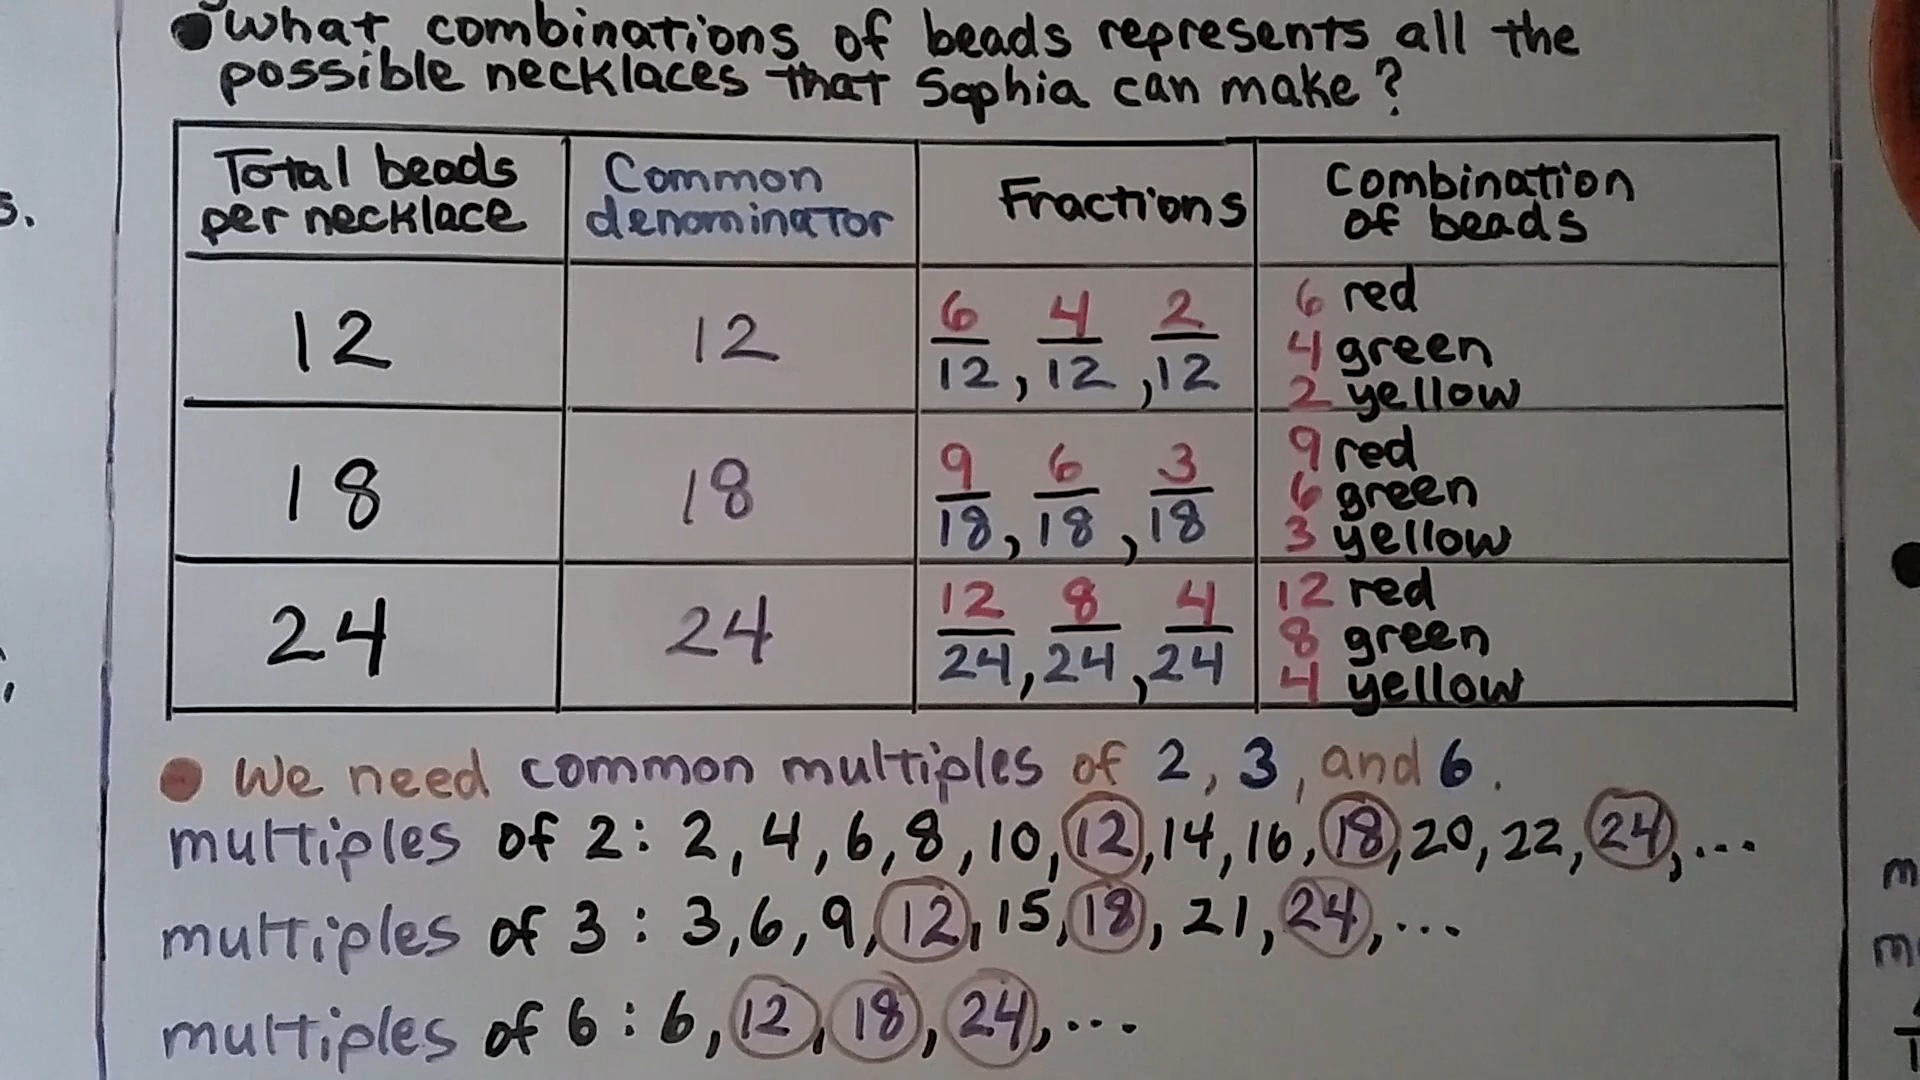 What combinations of beads represents all the
possible necklaces that Sophia can make?
Total beads per necklace | Common denominator | Fractions | Combination of beads
12 | 12 | 6/12, 4/12, 2/12 | 6 red 4 green 2 yellow
18 | 18 | 9/18, 6/18, 3/18 | 9 red 6 green 3 yellow
24 | 24 | 12/24, 8/24, 4/24 | 12 red 8 green 4 yellow
We need common multiples of 2, 3, and 6.
multiples of 2: 2, 4, 6, 8, 10, 12, 14, 16, 18, 20, 22, 24, ...
multiples of 3: 3, 6, 9, 12, 15, 18, 21, 24, ...
multiples of 6: 6, 12, 18, 24, ...